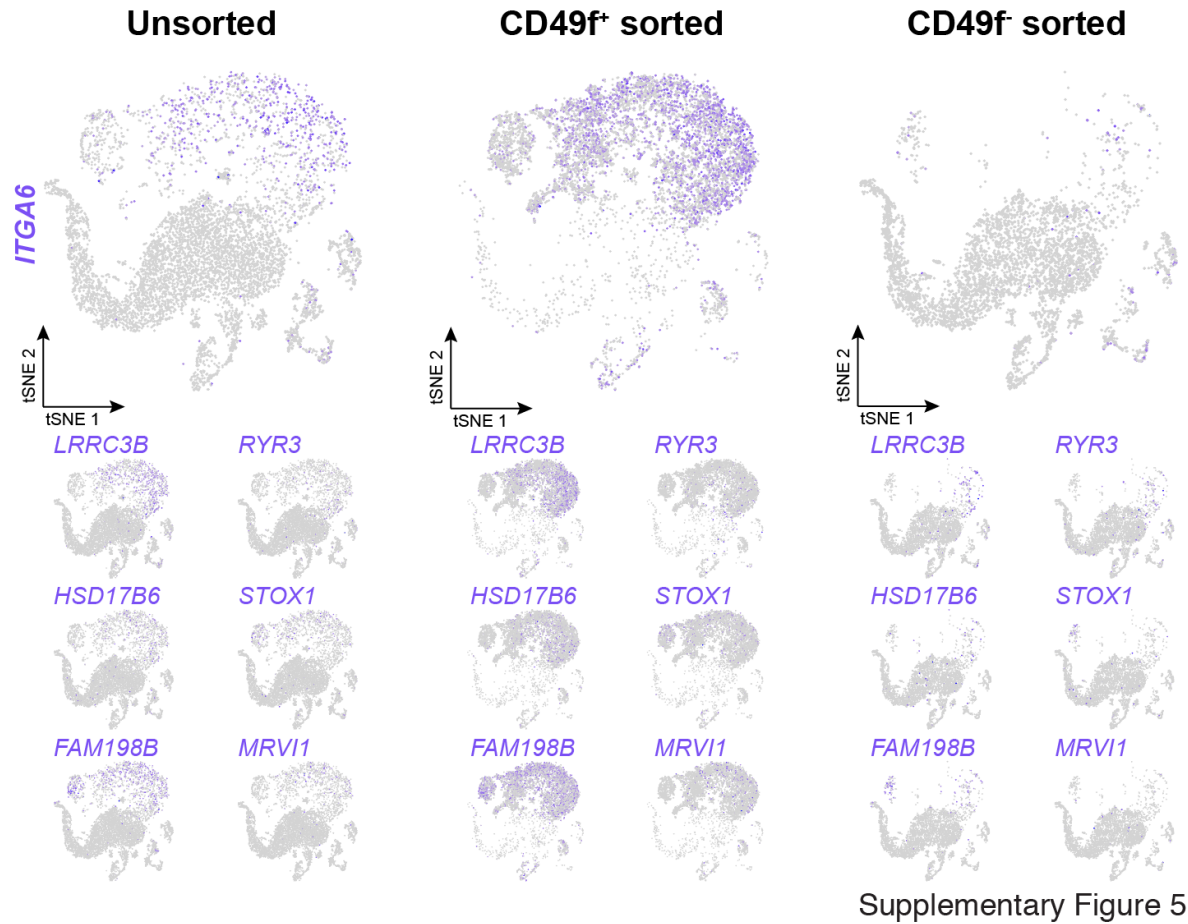 Unsorted CD49f⁺ sorted CD49f⁻ sorted
ITGA6
tSNE 2 tSNE 2 tSNE 2
tSNE 1 tSNE 1 tSNE 1
LRRC3B RYR3 LRRC3B RYR3 LRRC3B RYR3
HSD17B6 STOX1 HSD17B6 STOX1 HSD17B6 STOX1
FAM198B MRVI1 FAM198B MRVI1 FAM198B MRVI1
Supplementary Figure 5